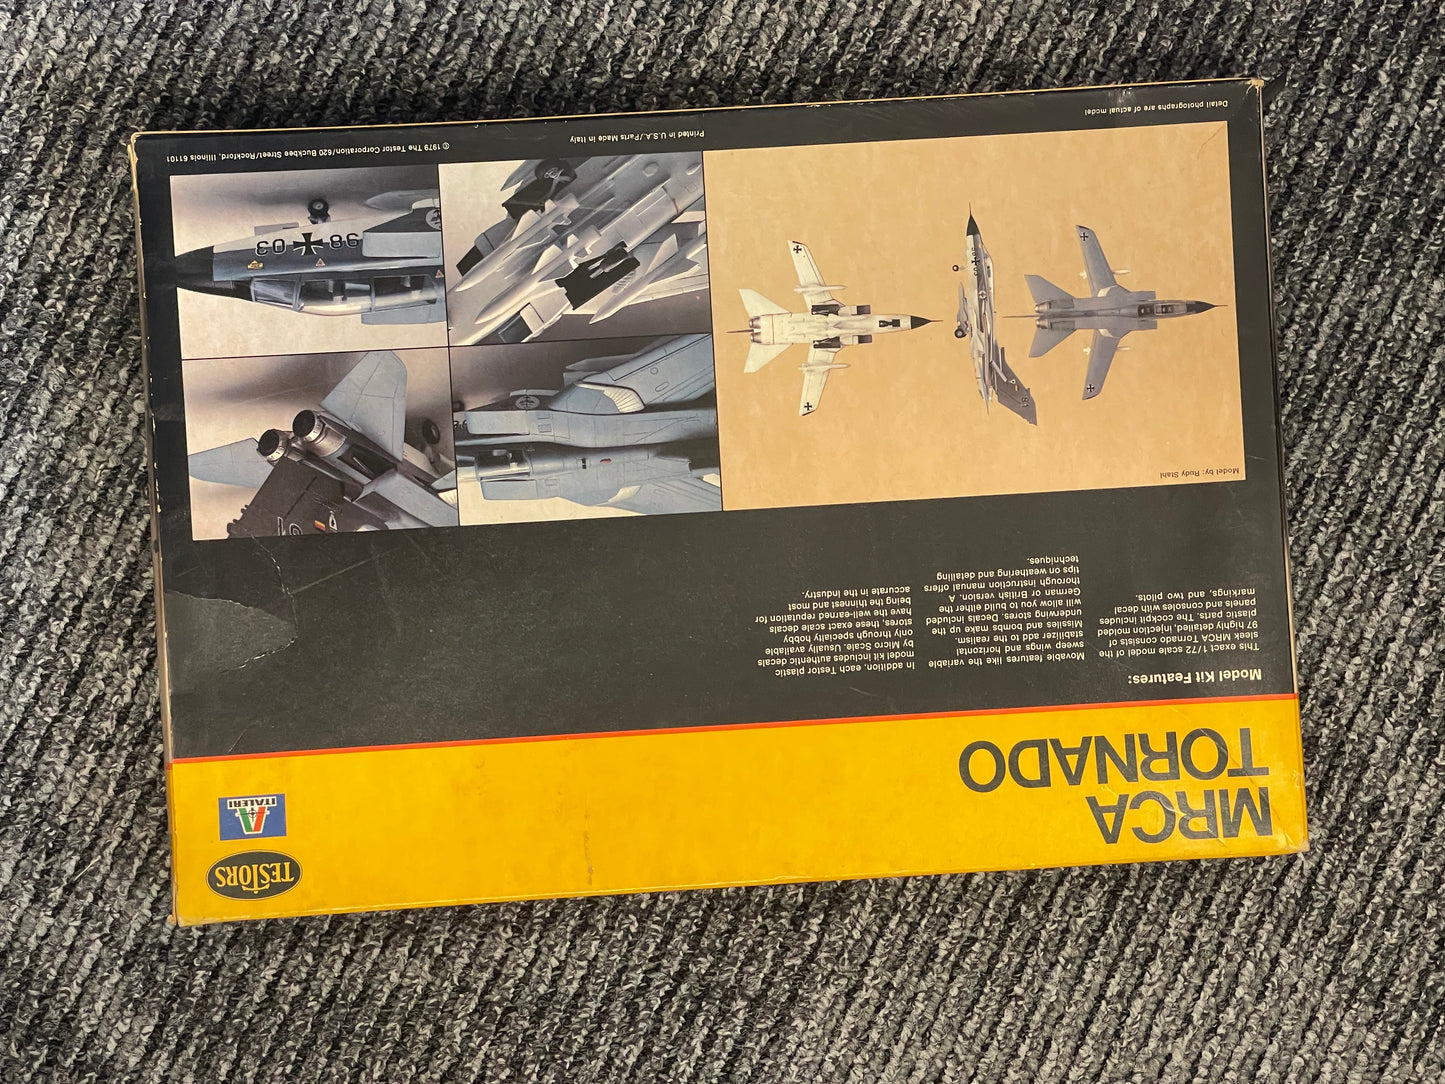 MRCA
TORNADO
TESTORS
ITALERI
Model Kit Features:
This exact 1/72 scale model of the
sleek MRCA Tornado consists of
97 highly detailed, injection molded
plastic parts. The cockpit includes
panels and consoles with decal
markings, and two pilots.
Movable features like the variable
sweep wings and horizontal
stabilizer add to the realism.
Missiles and bombs make up the
underwing stores. Decals included
will allow you to build either the
German or British version. A
thorough instruction manual offers
tips on weathering and detailing
techniques.
In addition, each Testor plastic
model kit includes authentic decals
by Micro Scale. Usually available
only through specialty hobby
stores, these exact scale decals
have the well-earned reputation for
being the thinnest and most
accurate in the industry.
Model by: Rudy Stahl
98 03
Detail photographs are of actual model
Printed in U.S.A./Parts Made in Italy
© 1979 The Testor Corporation/620 Buckbee Street/Rockford, Illinois 61101